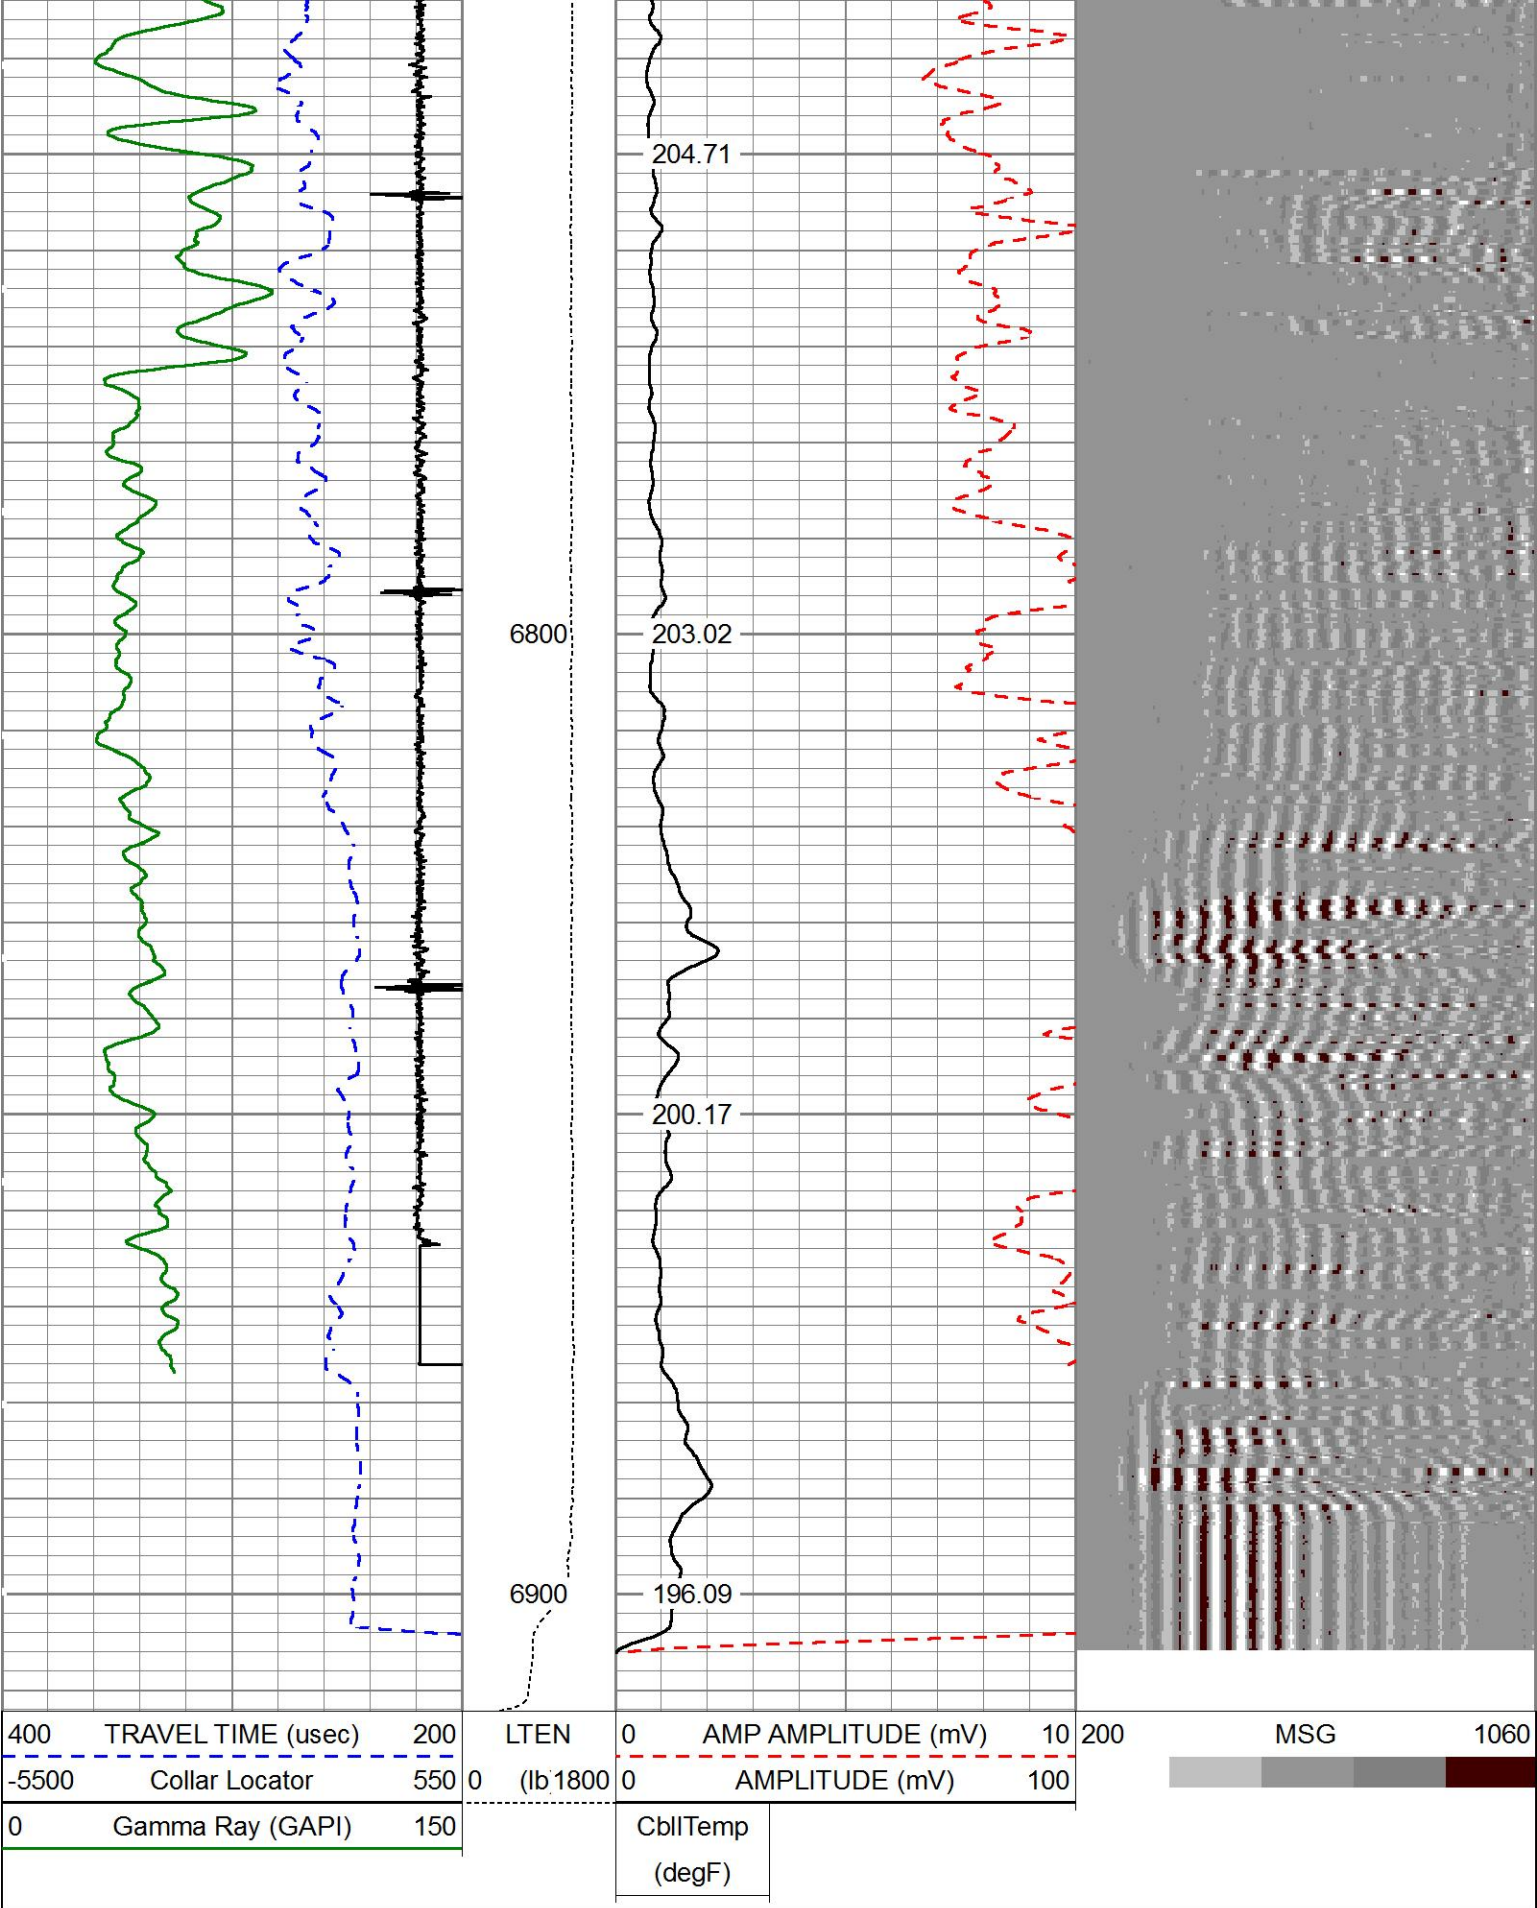 204.71
6800 203.02
200.17
6900 196.09
400 TRAVEL TIME (usec) 200 LTEN 0 AMP AMPLITUDE (mV) 10 200 MSG 1060
-5500 Collar Locator 550 0 (lb 1800 0 AMPLITUDE (mV) 100
0 Gamma Ray (GAPI) 150 CbllTemp
(degF)